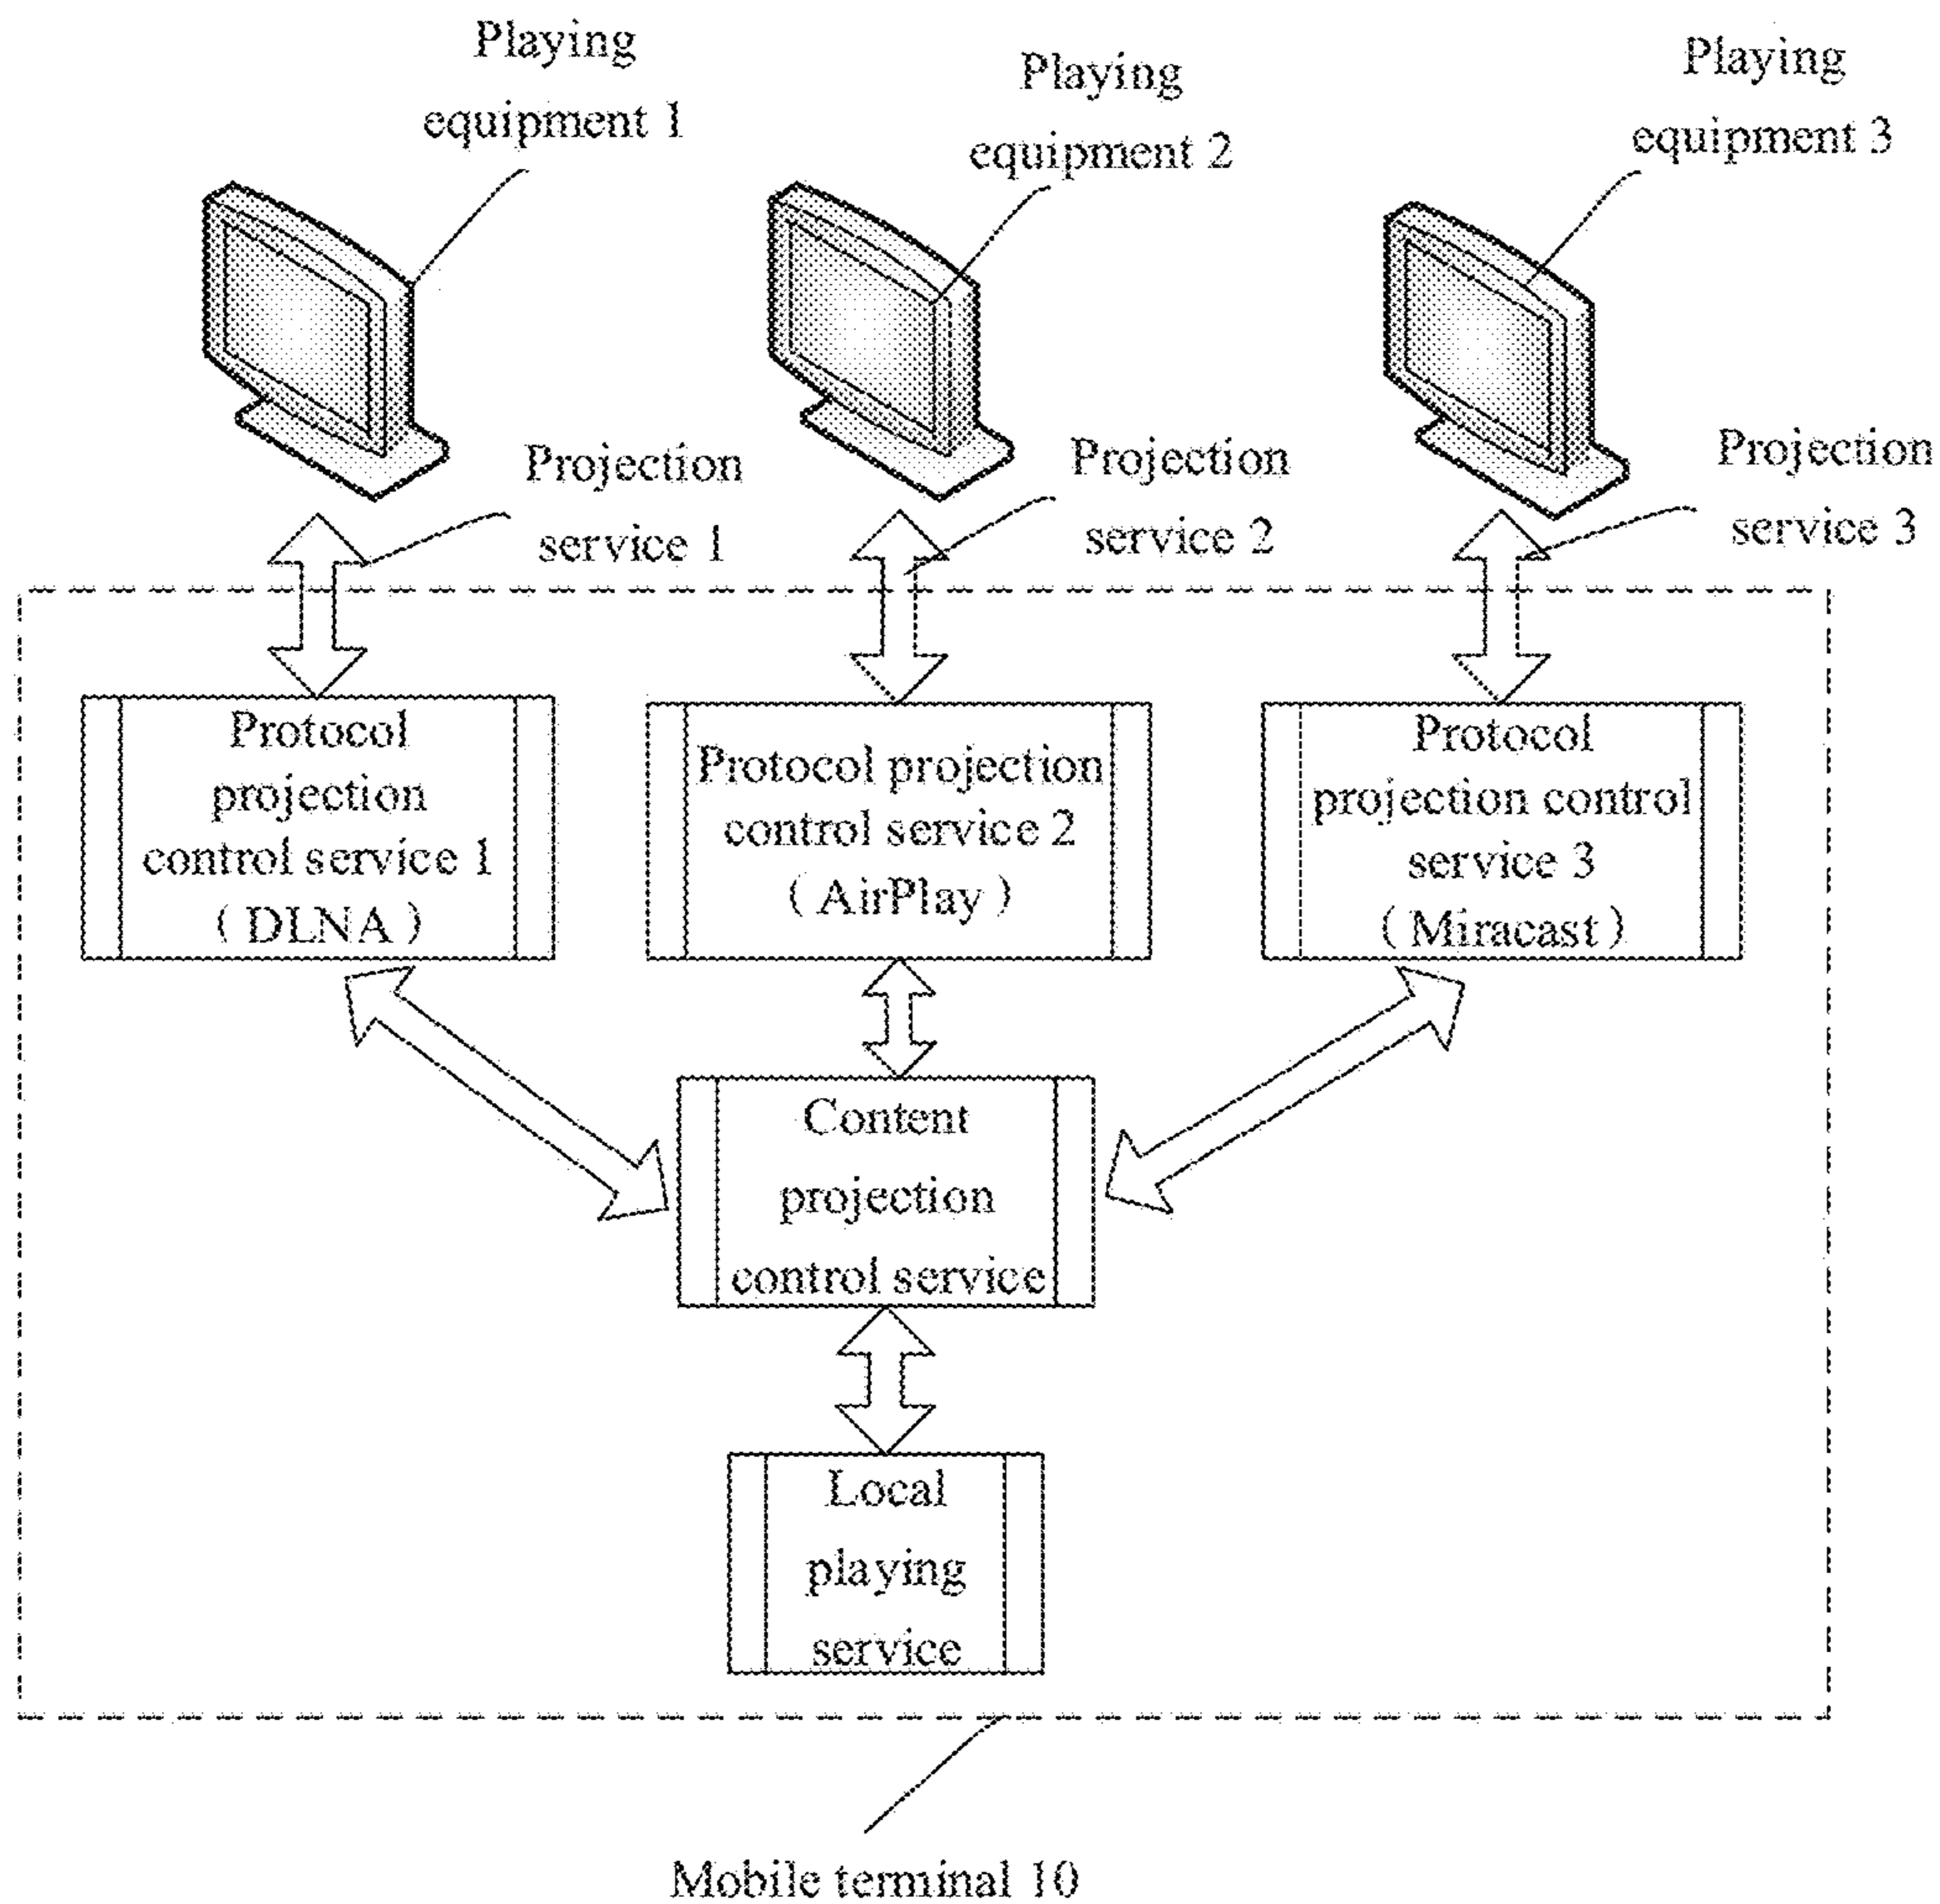 Playing
equipment 1
Playing
equipment 2
Playing
equipment 3
Projection
service 1
Projection
service 2
Projection
service 3
Protocol
projection
control service 1
( DLNA )
Protocol projection
control service 2
( AirPlay )
Protocol
projection control
service 3
( Miracast )
Content
projection
control service
Local
playing
service
Mobile terminal 10